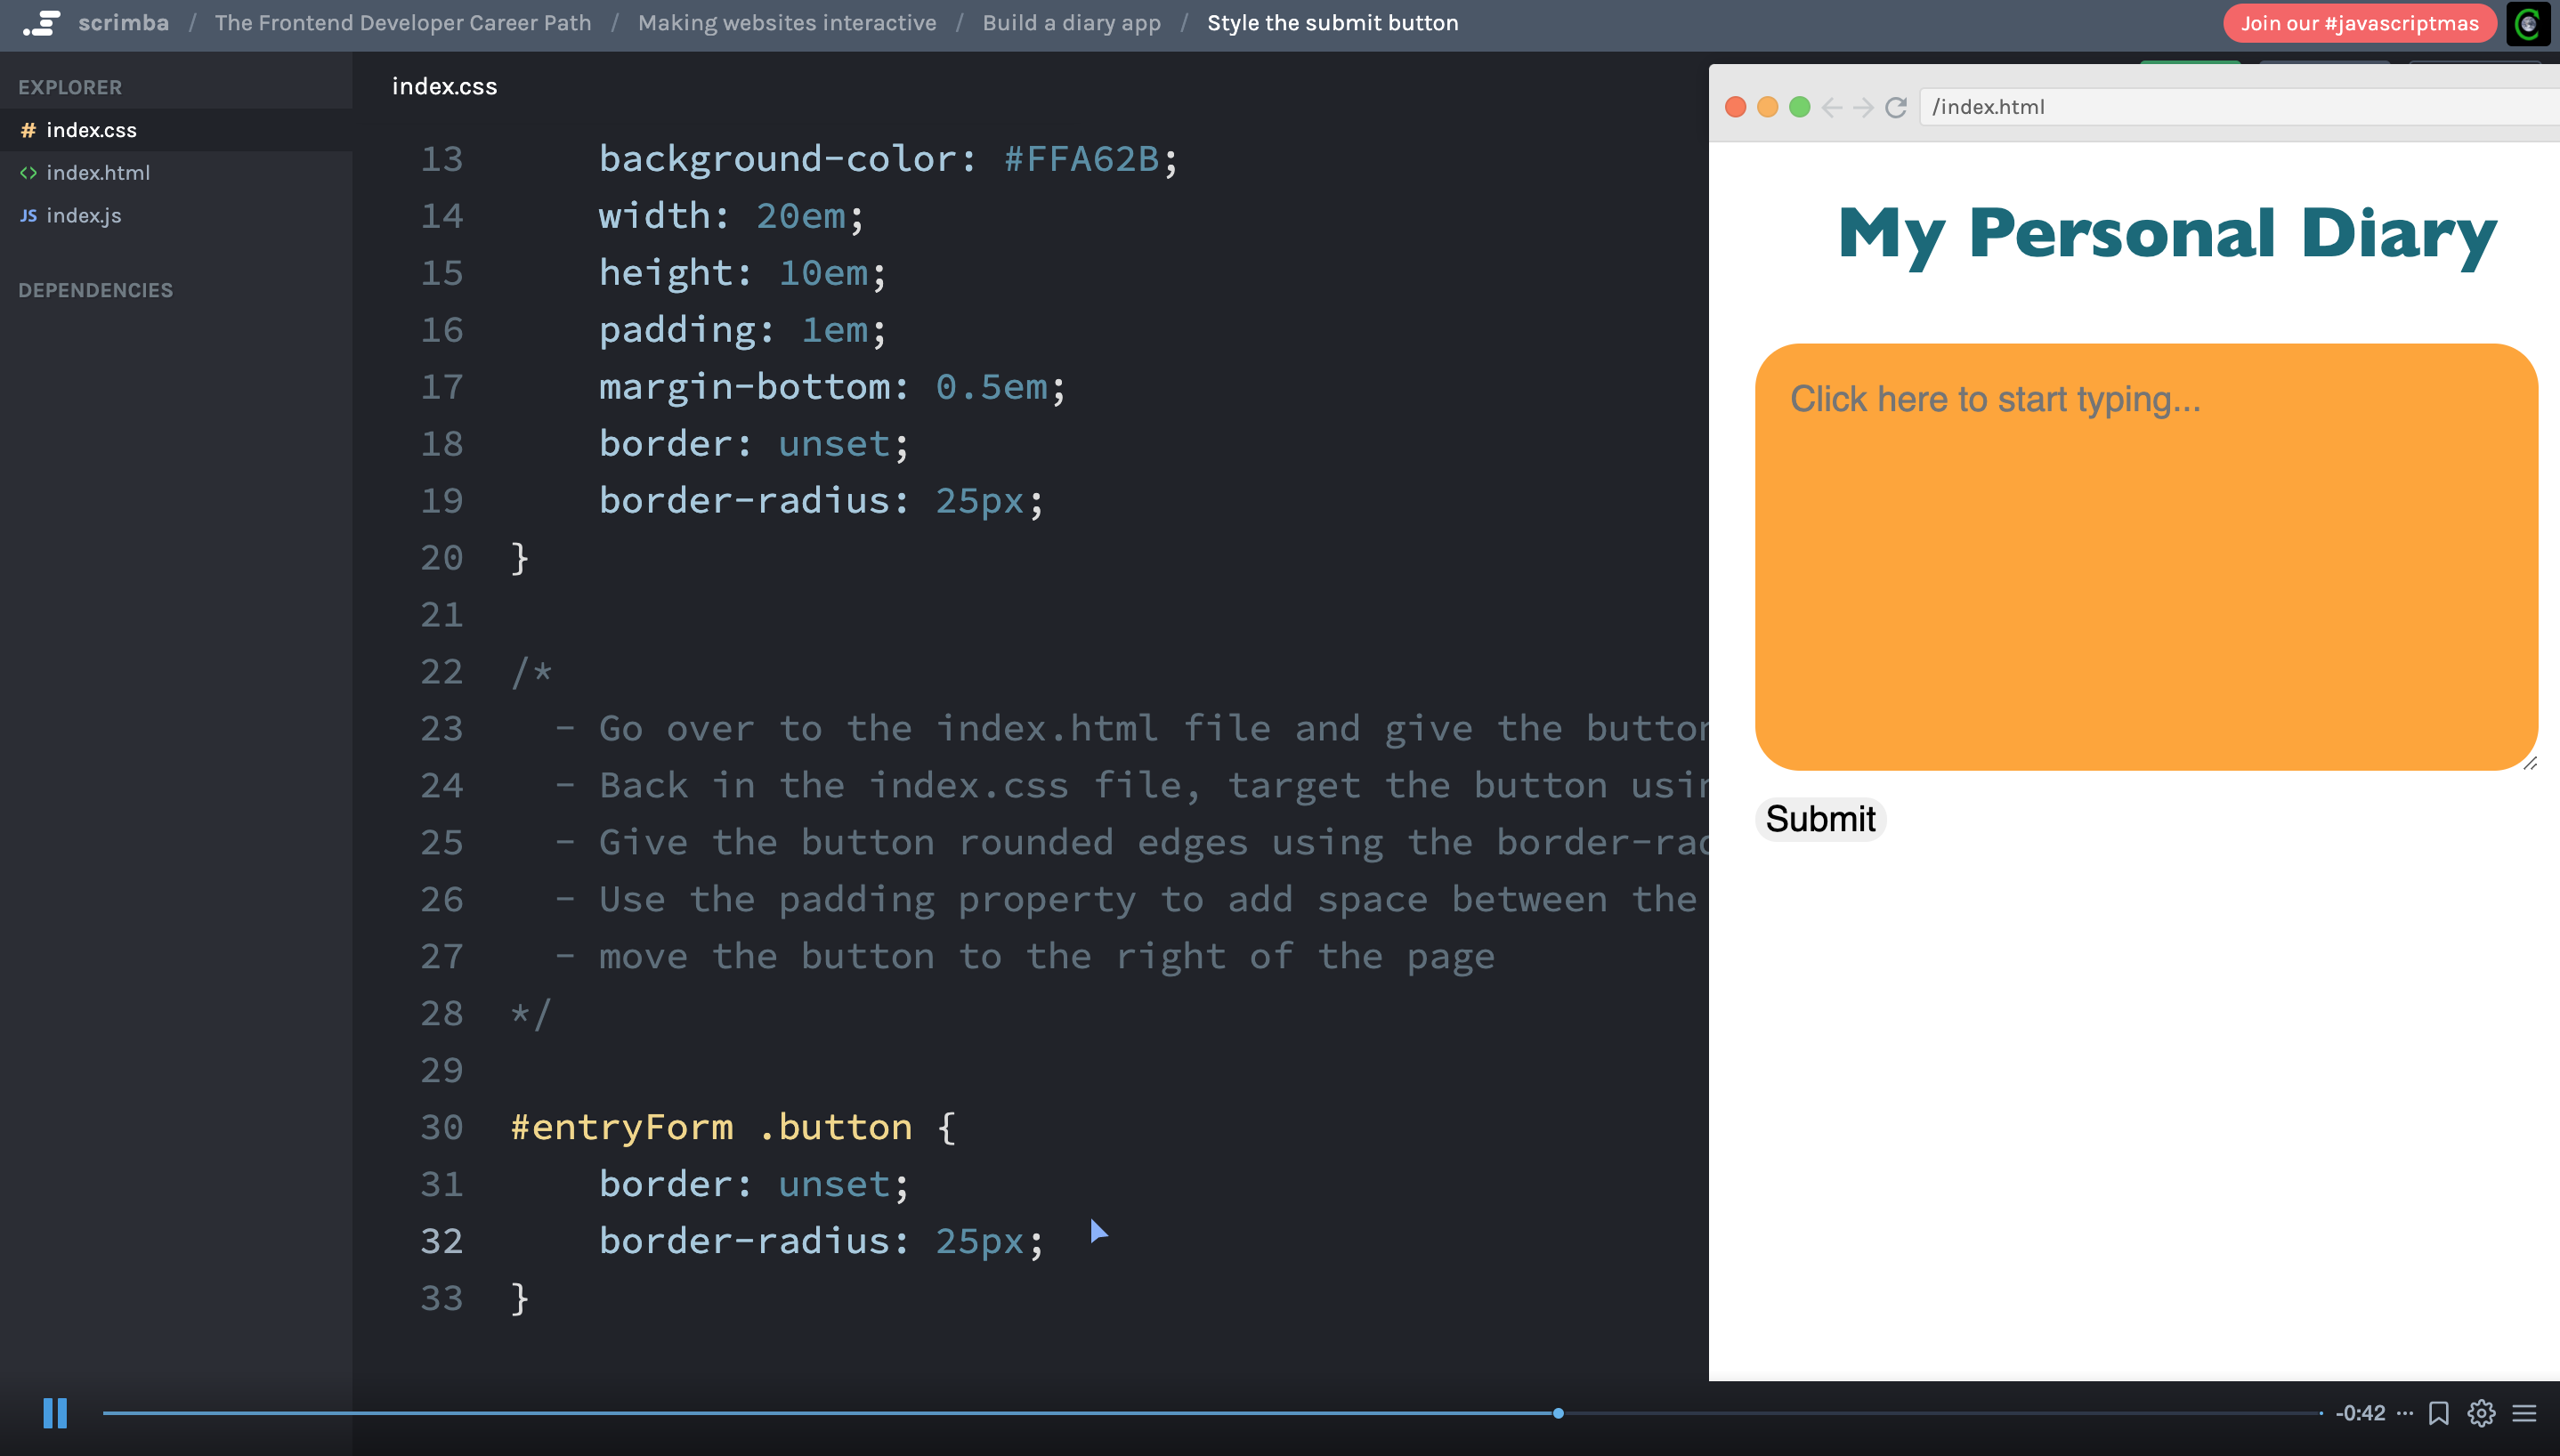 scrimba / The Frontend Developer Career Path / Making websites interactive / Build a diary app / Style the submit button
Join our #javascriptmas
EXPLORER
# index.css
<> index.html
JS index.js
DEPENDENCIES
index.css
13 background-color: #FFA62B;
14 width: 20em;
15 height: 10em;
16 padding: 1em;
17 margin-bottom: 0.5em;
18 border: unset;
19 border-radius: 25px;
20 }
21
22 /*
23 - Go over to the index.html file and give the button
24 - Back in the index.css file, target the button usin
25 - Give the button rounded edges using the border-rad
26 - Use the padding property to add space between the
27 - move the button to the right of the page
28 */
29
30 #entryForm .button {
31 border: unset;
32 border-radius: 25px;
33 }
/index.html
My Personal Diary
Click here to start typing...
Submit
-0:42